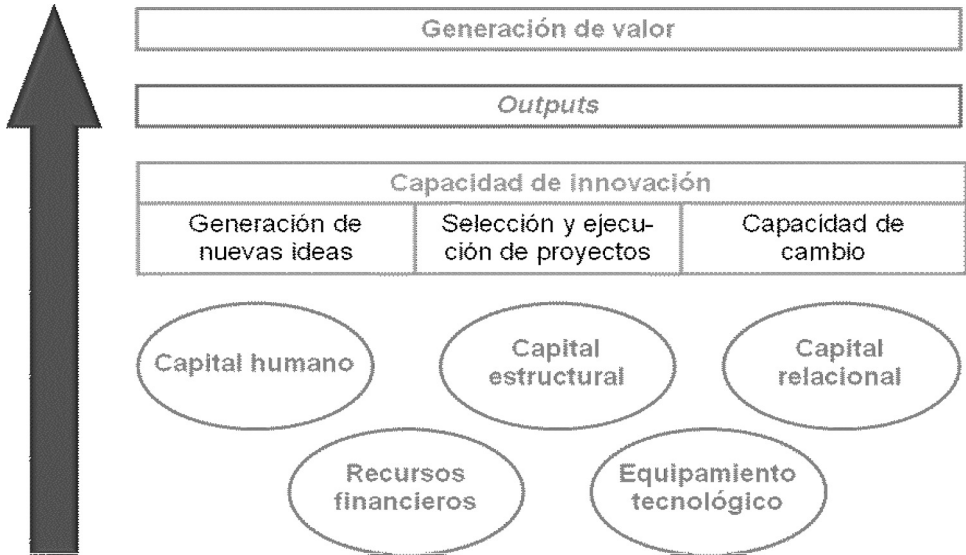 Generación de valor
Outputs
Capacidad de innovación
Generación de
nuevas ideas
Selección y ejecu-
ción de proyectos
Capacidad de
cambio
Capital humano
Capital
estructural
Capital
relacional
Recursos
financieros
Equipamiento
tecnológico